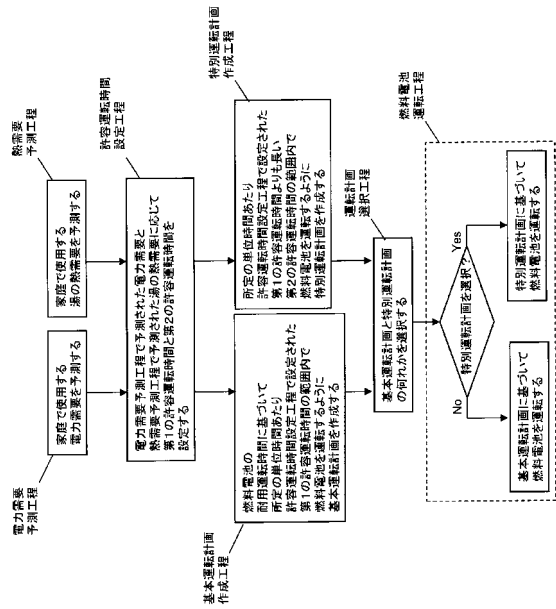 電力需要
予測工程
家庭で使用する
電力需要を予測する
熱需要
予測工程
家庭で使用する
湯の熱需要を予測する
許容運転時間
設定工程
電力需要予測工程で予測された電力需要と
熱需要予測工程で予測された湯の熱需要に応じて
第1の許容運転時間と第2の許容運転時間を
設定する
基本運転計画
作成工程
燃料電池の
耐用運転時間に基づいて
所定の単位時間あたり
許容運転時間設定工程で設定された
第1の許容運転時間の範囲内で
燃料電池を運転するように
基本運転計画を作成する
特別運転計画
作成工程
所定の単位時間あたり
許容運転時間設定工程で設定された
第1の許容運転時間よりも長い
第2の許容運転時間の範囲内で
燃料電池を運転するように
特別運転計画を作成する
運転計画
選択工程
基本運転計画と特別運転計画
の何れかを選択する
燃料電池
運転工程
特別運転計画を選択?
No
Yes
基本運転計画に基づいて
燃料電池を運転する
特別運転計画に基づいて
燃料電池を運転する